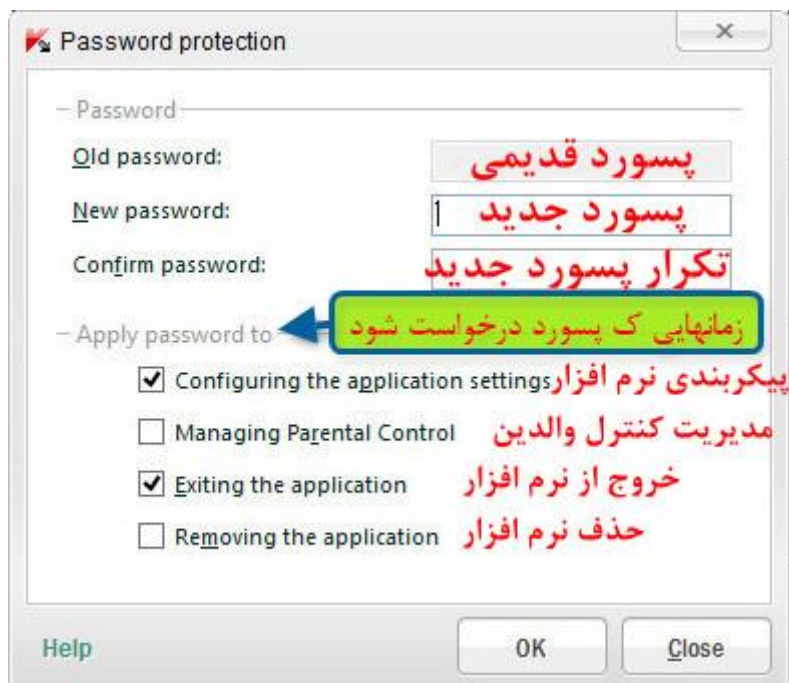 Password protection
Password
Old password: پسورد قدیمی
New password: پسورد جدید
Confirm password: تکرار پسورد جدید
Apply password to زمانهایی ک پسورد درخواست شود
Configuring the application settings پیکربندی نرم افزار
Managing Parental Control مدیریت کنترل والدین
Exiting the application خروج از نرم افزار
Removing the application حذف نرم افزار
Help OK Close